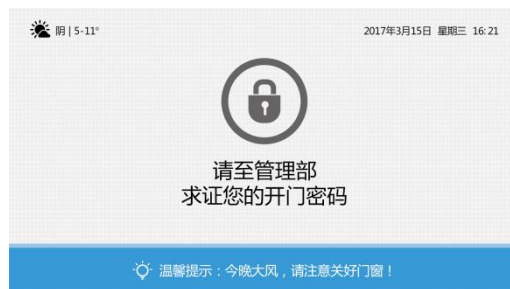 阴 | 5-11° 2017年3月15日 星期三 16:21
请至管理部
求证您的开门密码
温馨提示：今晚大风，请注意关好门窗！